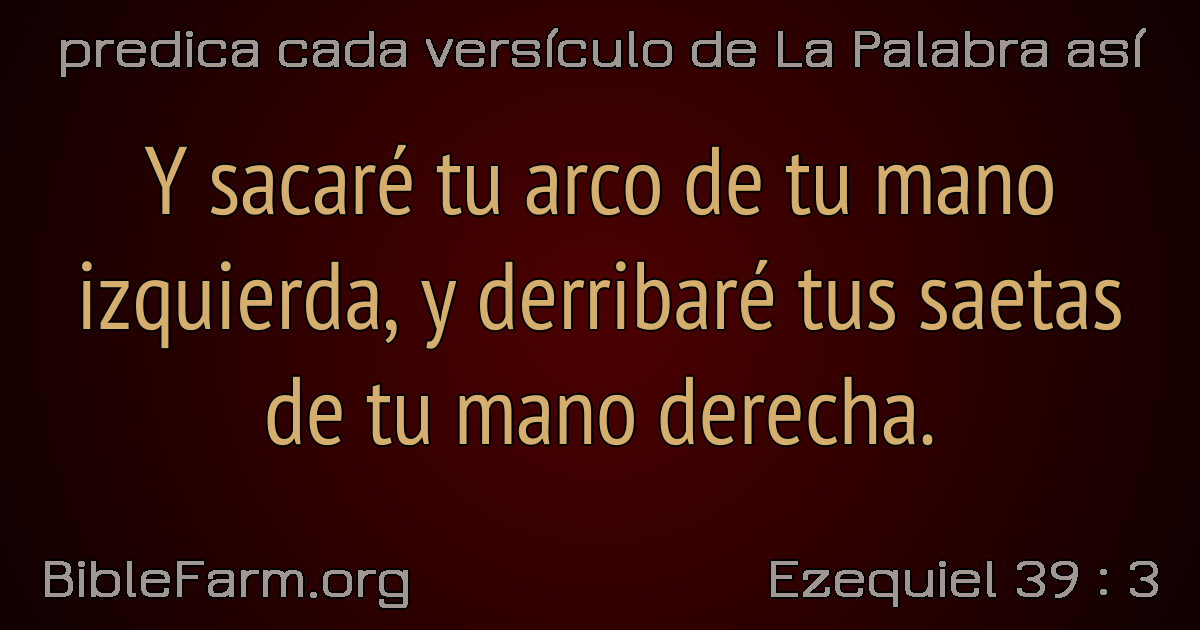 predica cada versículo de La Palabra así
Y sacaré tu arco de tu mano
izquierda, y derribaré tus saetas
de tu mano derecha.
BibleFarm.org
Ezequiel 39 : 3